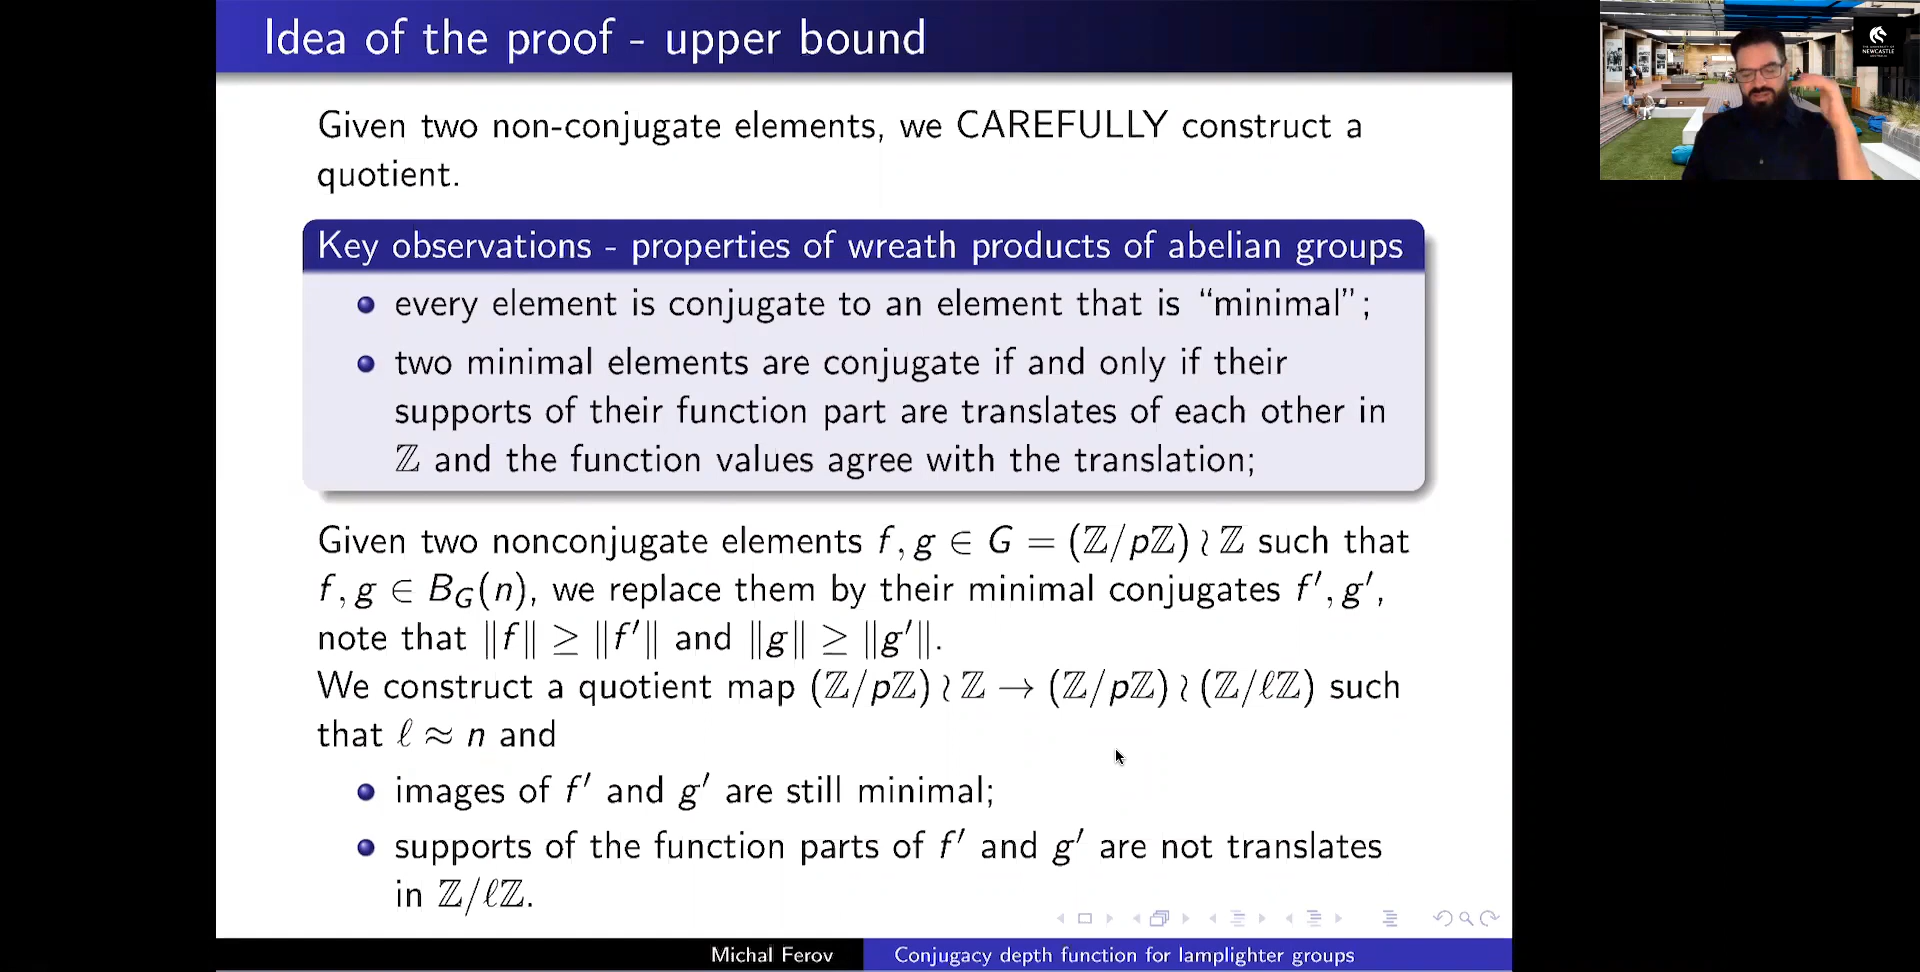 Idea of the proof - upper bound
Given two non-conjugate elements, we CAREFULLY construct a
quotient.
Key observations - properties of wreath products of abelian groups
every element is conjugate to an element that is “minimal”;
two minimal elements are conjugate if and only if their
supports of their function part are translates of each other in
ℤ and the function values agree with the translation;
Given two nonconjugate elements f, g ∈ G = (ℤ/pℤ) ≀ ℤ such that
f, g ∈ B_G(n), we replace them by their minimal conjugates f′, g′,
note that ‖f‖ ≥ ‖f′‖ and ‖g‖ ≥ ‖g′‖.
We construct a quotient map (ℤ/pℤ) ≀ ℤ → (ℤ/pℤ) ≀ (ℤ/ℓℤ) such
that ℓ ≈ n and
images of f′ and g′ are still minimal;
supports of the function parts of f′ and g′ are not translates
in ℤ/ℓℤ.
Michal Ferov
Conjugacy depth function for lamplighter groups
NEWCASTLE